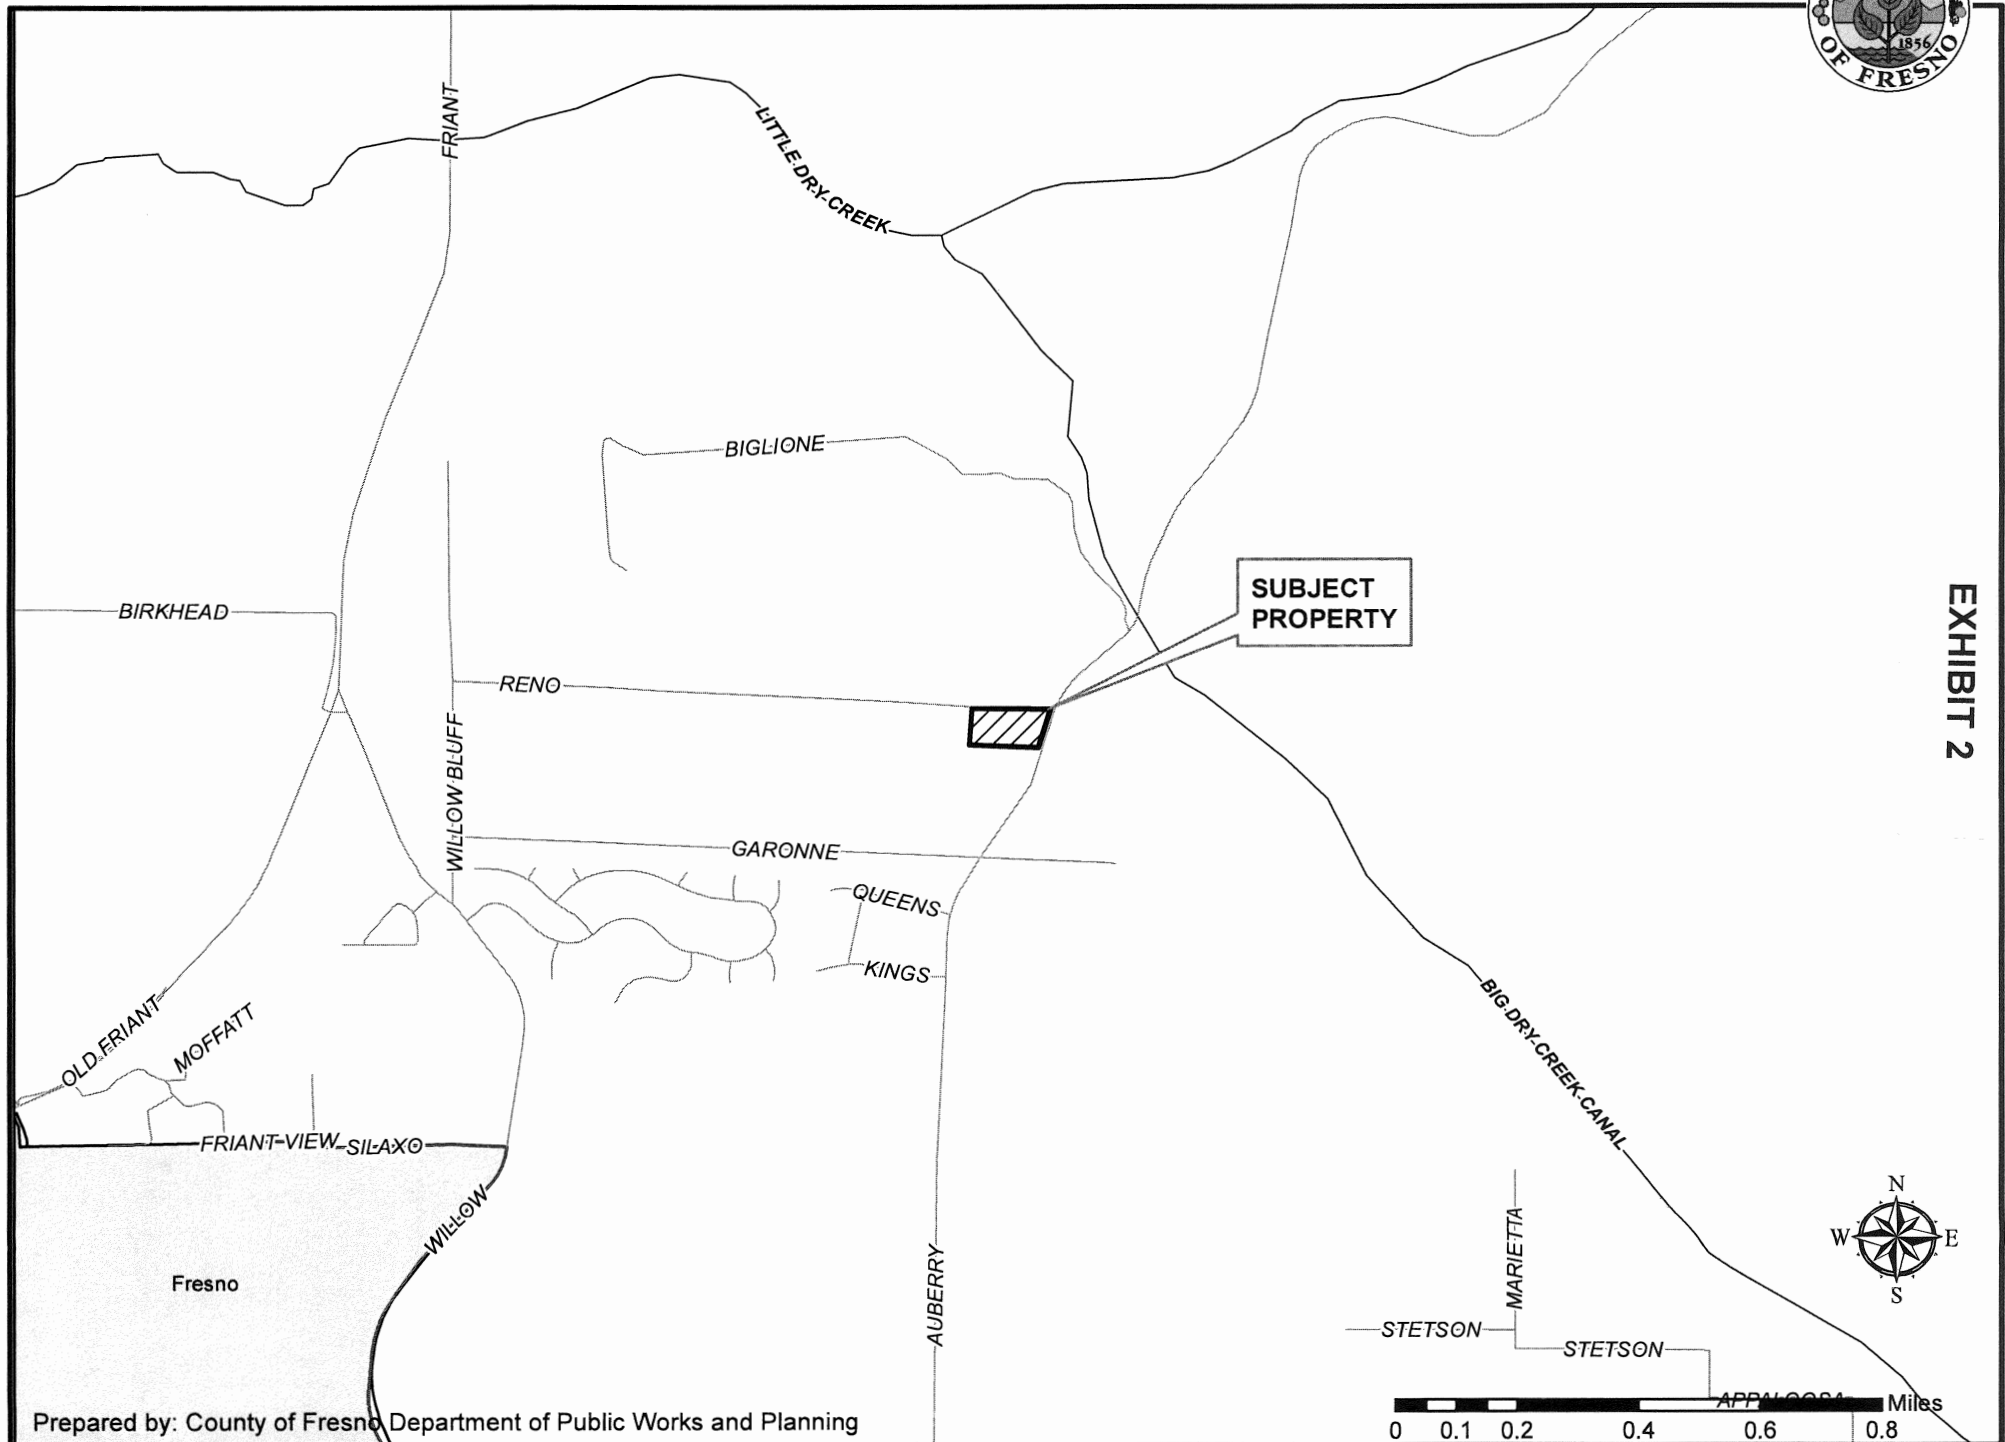 1856
OF FRESNO
FRIANT
LITTLE DRY CREEK
BIGLIONE
SUBJECT
PROPERTY
EXHIBIT 2
BIRKHEAD
RENO
WILLOW BLUFF
GARONNE
QUEENS
KINGS
OLD FRIANT
MOFFATT
BIG DRY CREEK CANAL
FRIANT VIEW
SILAXO
WILLOW
Fresno
AUBERRY
MARIETTA
N
W
E
S
STETSON
STETSON
APPALOOSA
Miles
0 0.1 0.2 0.4 0.6 0.8
Prepared by: County of Fresno Department of Public Works and Planning